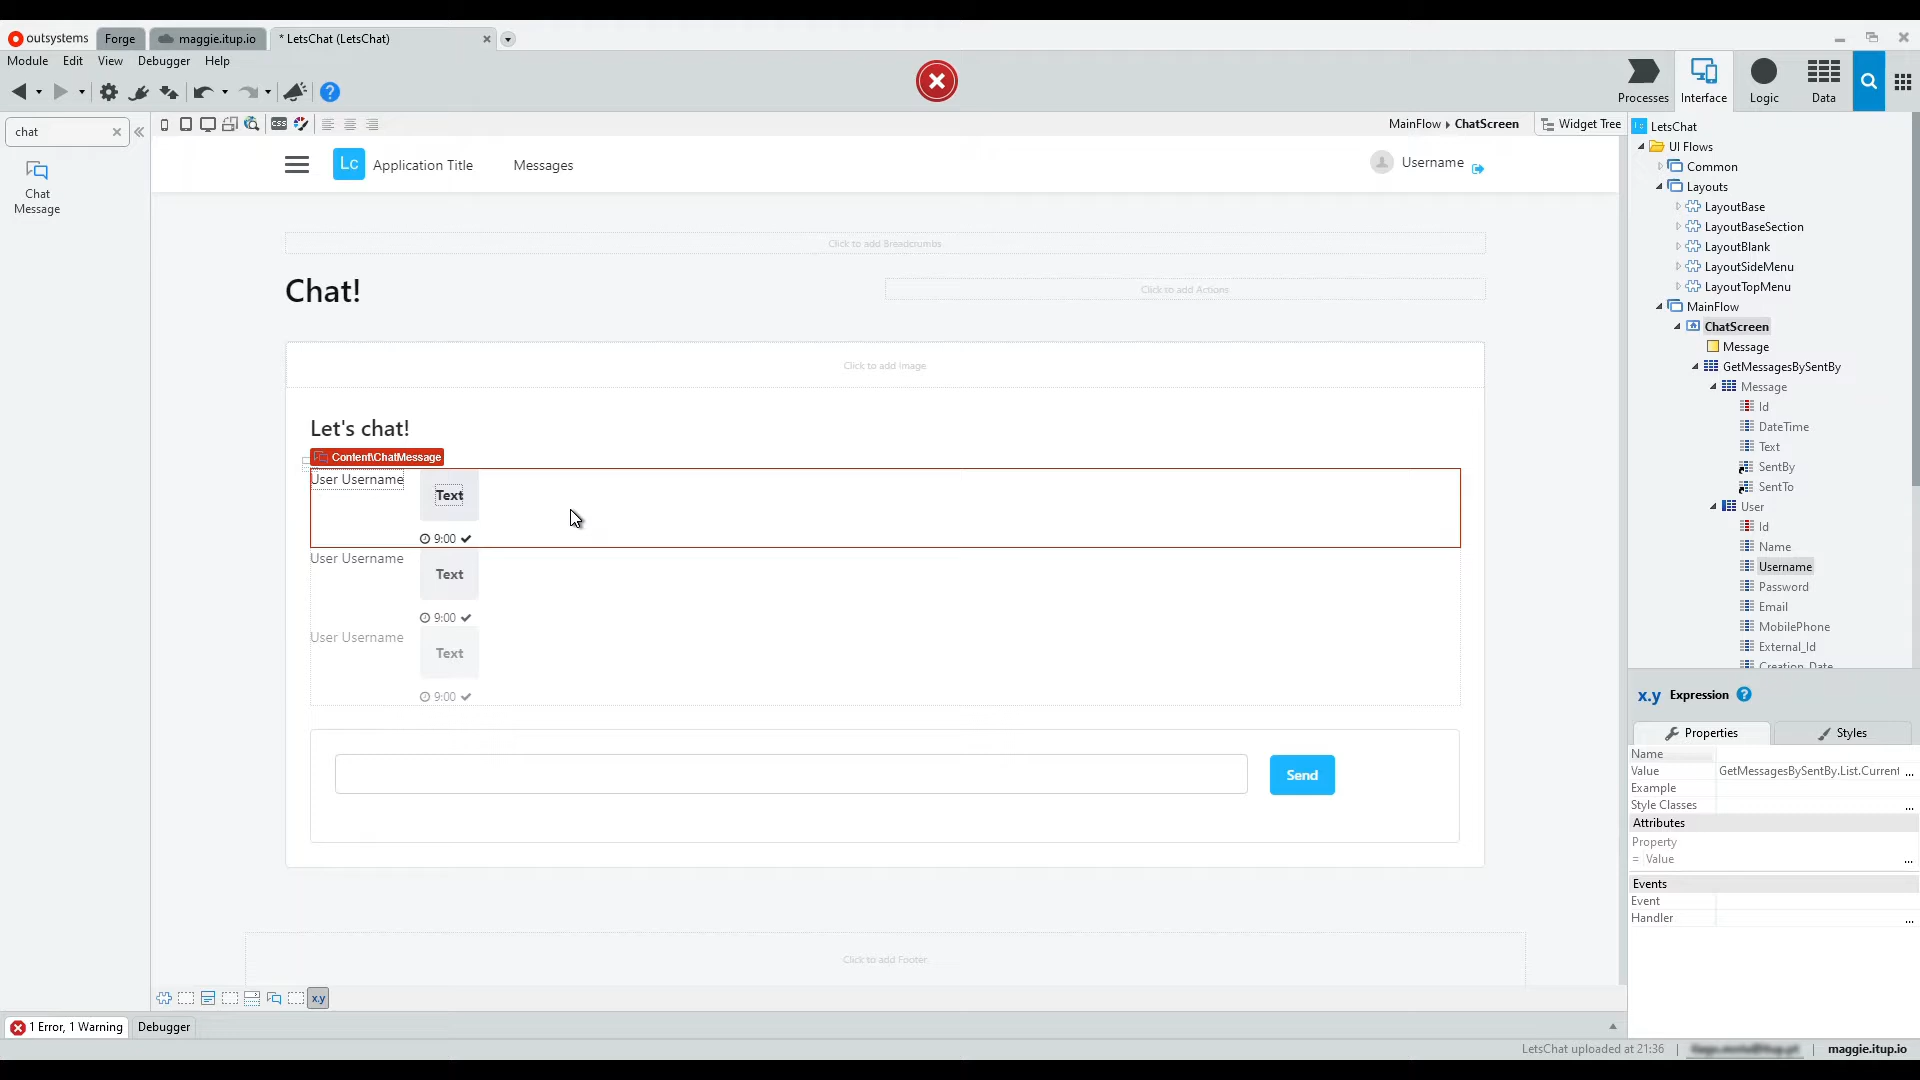 outsystems
Forge
maggie.itup.io
* LetsChat (LetsChat)
Module Edit View Debugger Help
Processes Interface Logic Data
chat
MainFlow ▸ ChatScreen
Widget Tree
Chat
Message
Lc Application Title Messages
Username
Click to add Breadcrumbs
Chat!
Click to add Actions
Click to add Image
Let's chat!
Content\ChatMessage
User Username
Text
9:00
User Username
Text
9:00
User Username
Text
9:00
Send
Click to add Footer
x.y
1 Error, 1 Warning
Debugger
LetsChat
UI Flows
Common
Layouts
LayoutBase
LayoutBaseSection
LayoutBlank
LayoutSideMenu
LayoutTopMenu
MainFlow
ChatScreen
Message
GetMessagesBySentBy
Message
Id
DateTime
Text
SentBy
SentTo
User
Id
Name
Username
Password
Email
MobilePhone
External_Id
Creation_Date
x.y Expression ?
Properties Styles
Name
Value GetMessagesBySentBy.List.Current ...
Example
Style Classes ...
Attributes
Property
= Value ...
Events
Event
Handler ...
LetsChat uploaded at 21:36
maggie.itup.io